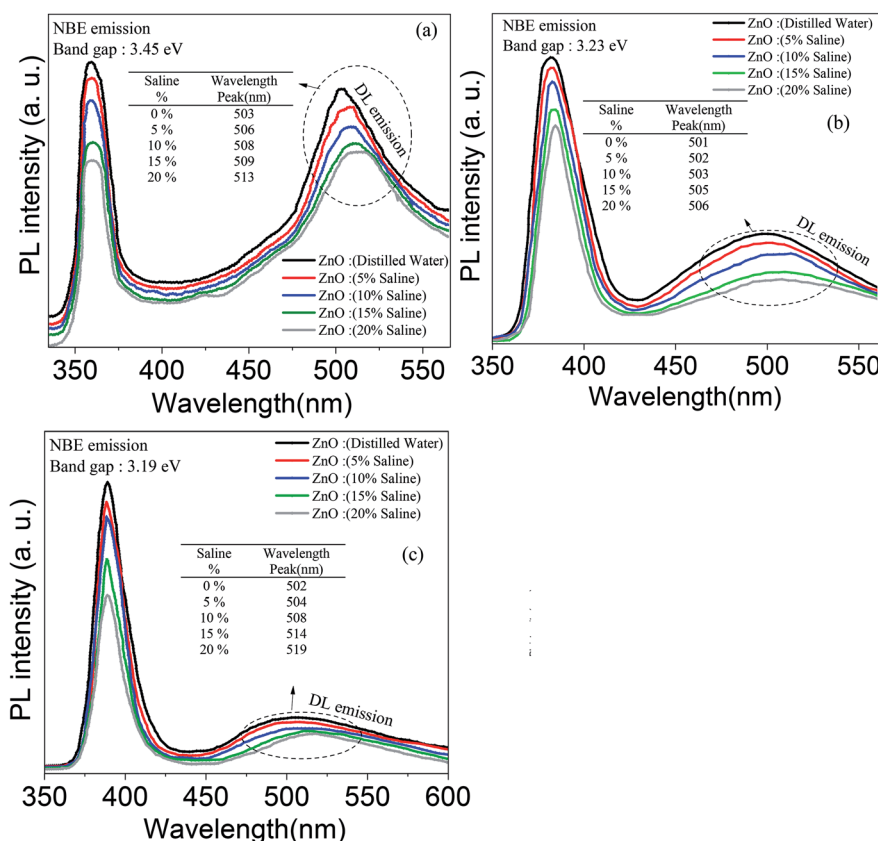 NBE emission
Band gap : 3.45 eV
(a)
Saline Wavelength
% Peak(nm)
0 % 503
5 % 506
10 % 508
15 % 509
20 % 513
DL emission
ZnO :(Distilled Water)
ZnO :(5% Saline)
ZnO :(10% Saline)
ZnO :(15% Saline)
ZnO :(20% Saline)
PL intensity (a. u.)
350 400 450 500 550
Wavelength(nm)
NBE emission
Band gap : 3.23 eV
ZnO :(Distilled Water)
ZnO :(5% Saline)
ZnO :(10% Saline)
ZnO :(15% Saline)
ZnO :(20% Saline)
(b)
Saline Wavelength
% Peak(nm)
0 % 501
5 % 502
10 % 503
15 % 505
20 % 506
DL emission
PL intensity (a. u.)
350 400 450 500 550
Wavelength(nm)
NBE emission
Band gap : 3.19 eV
ZnO :(Distilled Water)
ZnO :(5% Saline)
ZnO :(10% Saline)
ZnO :(15% Saline)
ZnO :(20% Saline)
(c)
Saline Wavelength
% Peak(nm)
0 % 502
5 % 504
10 % 508
15 % 514
20 % 519
DL emission
PL intensity (a. u.)
350 400 450 500 550 600
Wavelength(nm)